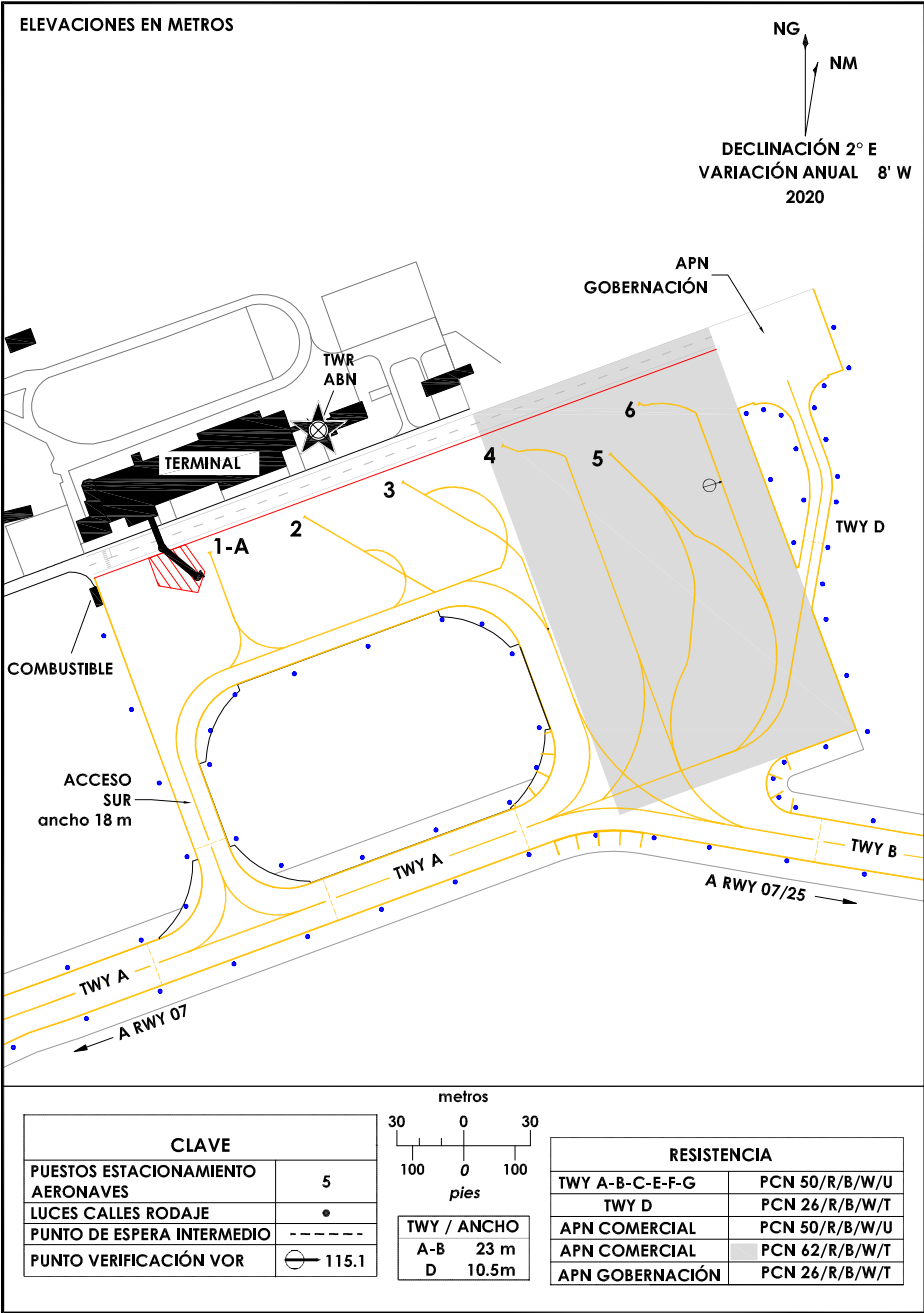 ELEVACIONES EN METROS
NG
NM
DECLINACIÓN 2° E
VARIACIÓN ANUAL 8' W
2020
APN
GOBERNACIÓN
TWR
ABN
TERMINAL
6
4
5
3
2
1-A
TWY D
COMBUSTIBLE
ACCESO
SUR
ancho 18 m
TWY A
TWY B
A RWY 07/25
TWY A
A RWY 07
CLAVE
PUESTOS ESTACIONAMIENTO
AERONAVES
5
LUCES CALLES RODAJE
PUNTO DE ESPERA INTERMEDIO
PUNTO VERIFICACIÓN VOR 115.1
metros
30 0 30
100 0 100
pies
TWY / ANCHO
A-B 23 m
D 10.5m
RESISTENCIA
TWY A-B-C-E-F-G PCN 50/R/B/W/U
TWY D PCN 26/R/B/W/T
APN COMERCIAL PCN 50/R/B/W/U
APN COMERCIAL PCN 62/R/B/W/T
APN GOBERNACIÓN PCN 26/R/B/W/T